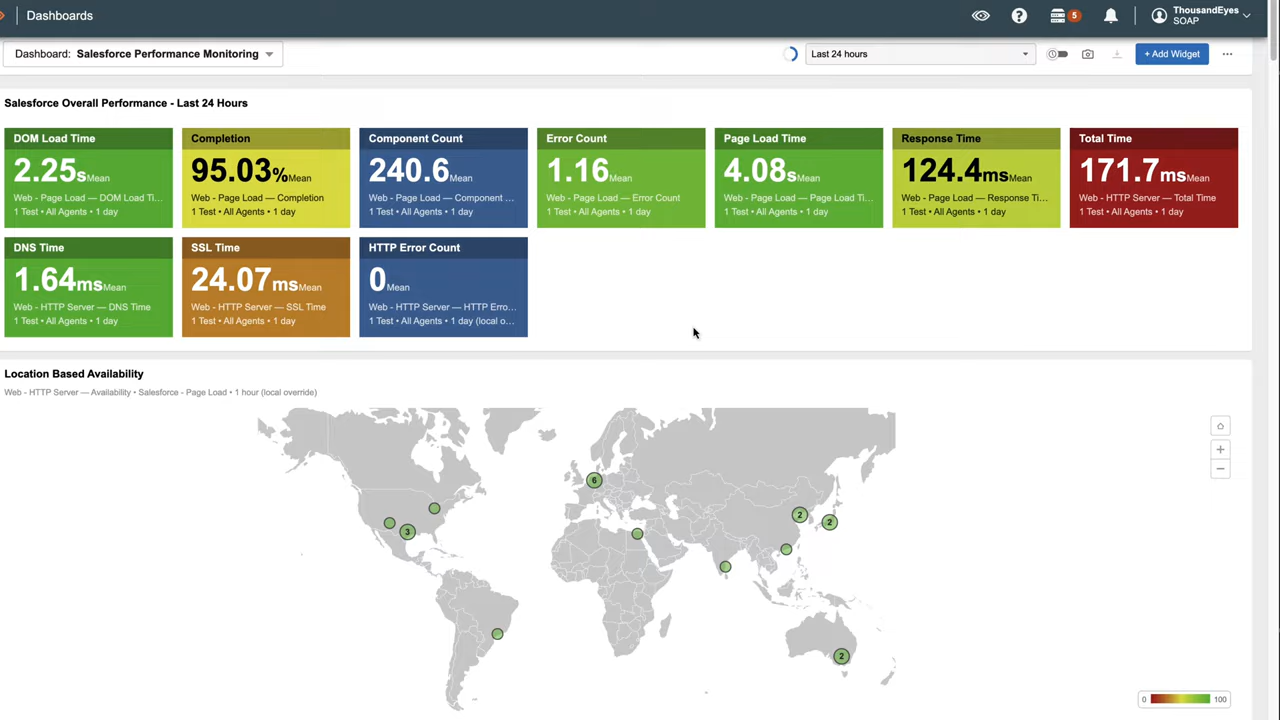 Dashboards
5
ThousandEyes
SOAP
Dashboard: Salesforce Performance Monitoring
Last 24 hours
+ Add Widget
Salesforce Overall Performance - Last 24 Hours
DOM Load Time
2.25sMean
Web - Page Load — DOM Load Ti...
1 Test • All Agents • 1 day
Completion
95.03%Mean
Web - Page Load — Completion
1 Test • All Agents • 1 day
Component Count
240.6Mean
Web - Page Load — Component ...
1 Test • All Agents • 1 day
Error Count
1.16Mean
Web - Page Load — Error Count
1 Test • All Agents • 1 day
Page Load Time
4.08sMean
Web - Page Load — Page Load Ti...
1 Test • All Agents • 1 day
Response Time
124.4msMean
Web - Page Load — Response Ti...
1 Test • All Agents • 1 day
Total Time
171.7msMean
Web - HTTP Server — Total Time
1 Test • All Agents • 1 day
DNS Time
1.64msMean
Web - HTTP Server — DNS Time
1 Test • All Agents • 1 day
SSL Time
24.07msMean
Web - HTTP Server — SSL Time
1 Test • All Agents • 1 day
HTTP Error Count
0Mean
Web - HTTP Server — HTTP Erro...
1 Test • All Agents • 1 day (local o...
Location Based Availability
Web - HTTP Server — Availability • Salesforce - Page Load • 1 hour (local override)
6
2
2
3
2
0 100